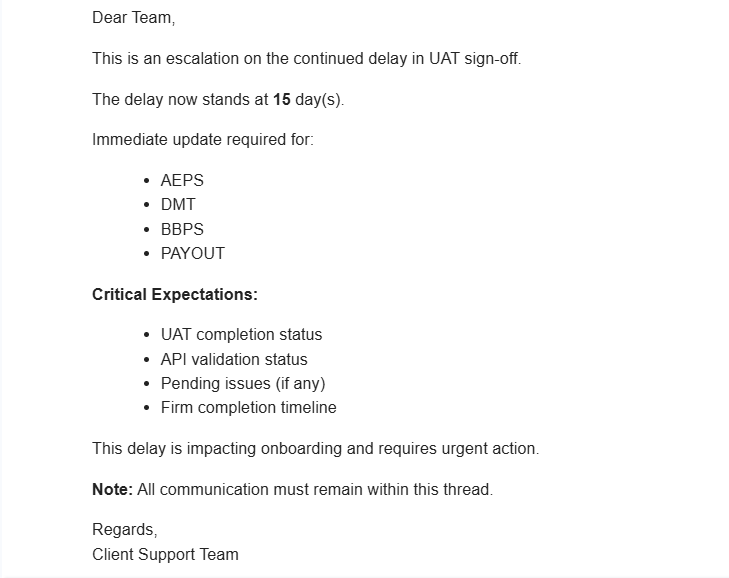 Dear Team,
This is an escalation on the continued delay in UAT sign-off.
The delay now stands at 15 day(s).
Immediate update required for:
• AEPS
• DMT
• BBPS
• PAYOUT
Critical Expectations:
• UAT completion status
• API validation status
• Pending issues (if any)
• Firm completion timeline
This delay is impacting onboarding and requires urgent action.
Note: All communication must remain within this thread.
Regards,
Client Support Team